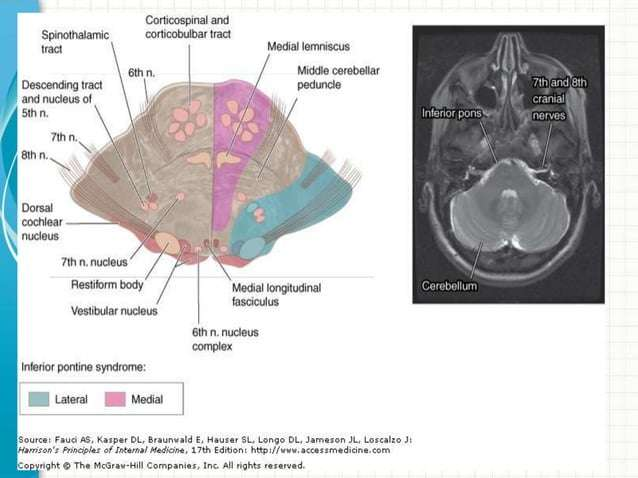 Corticospinal and
corticobulbar tract
Spinothalamic
tract
Medial lemniscus
6th n.
Middle cerebellar
peduncle
Descending tract
and nucleus of
5th n.
7th n.
8th n.
Dorsal
cochlear
nucleus
7th n. nucleus
Restiform body
Vestibular nucleus
Medial longitudinal
fasciculus
6th n. nucleus
complex
7th and 8th
cranial
nerves
Inferior pons
Cerebellum
Inferior pontine syndrome:
Lateral
Medial
Source: Fauci AS, Kasper DL, Braunwald E, Hauser SL, Longo DL, Jameson JL, Loscalzo J:
Harrison's Principles of Internal Medicine, 17th Edition: http://www.accessmedicine.com
Copyright © The McGraw-Hill Companies, Inc. All rights reserved.